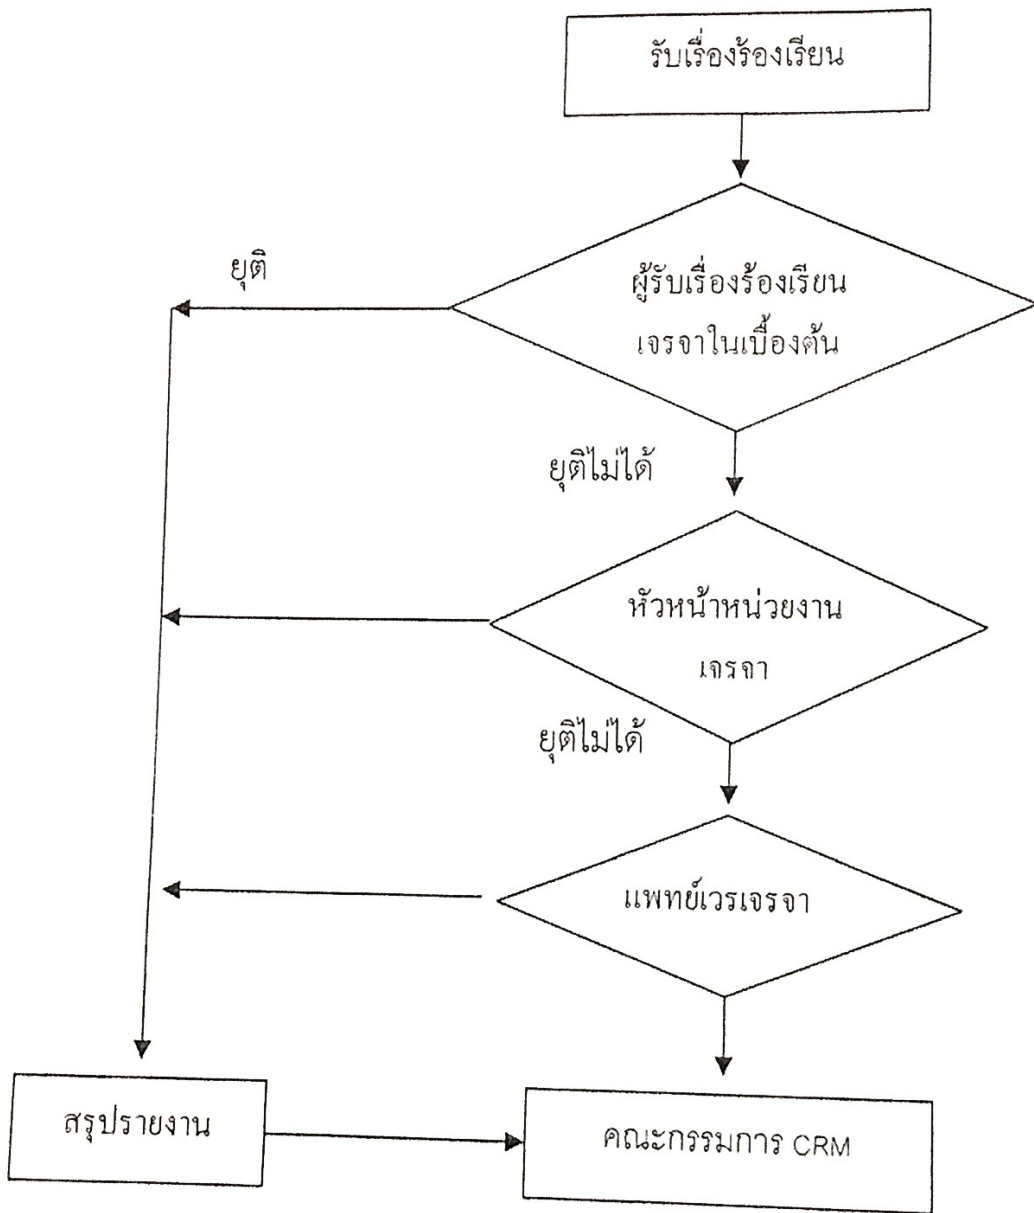 รับเรื่องร้องเรียน
ยุติ
ผู้รับเรื่องร้องเรียน
เจรจาในเบื้องต้น
ยุติไม่ได้
หัวหน้าหน่วยงาน
เจรจา
ยุติไม่ได้
แพทย์เวรเจรจา
สรุปรายงาน
คณะกรรมการ CRM